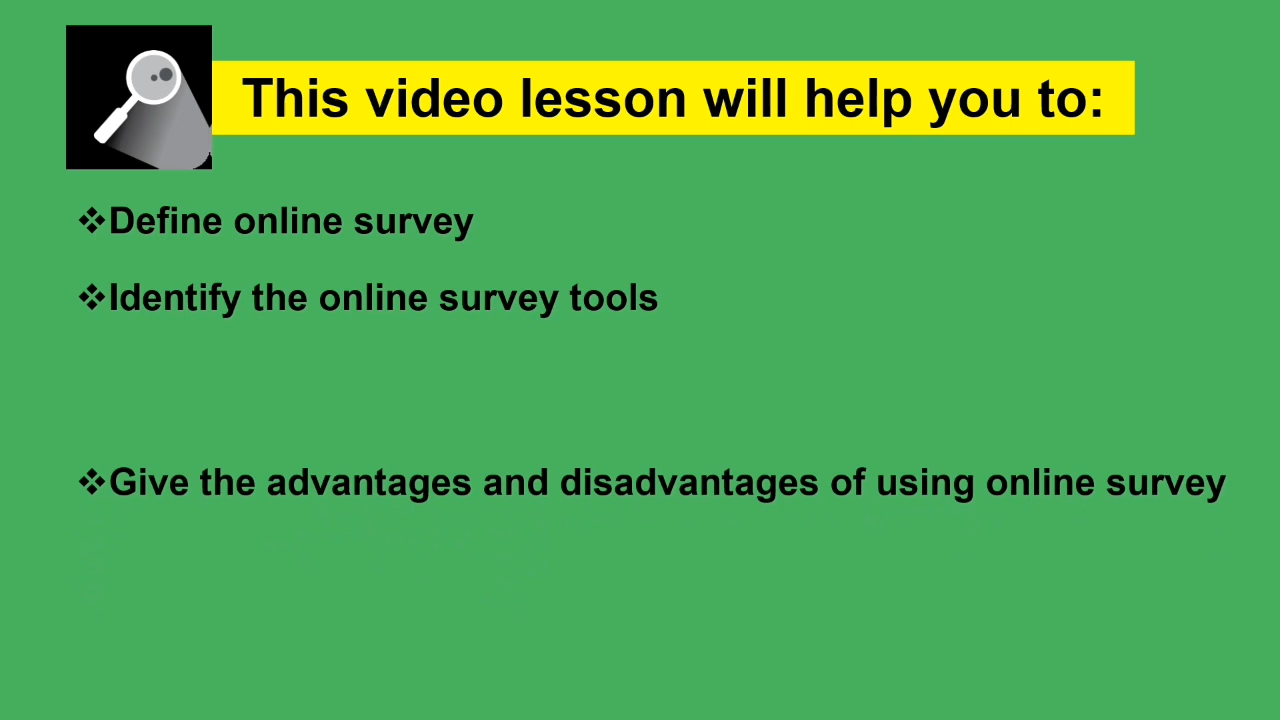 This video lesson will help you to:
❖Define online survey
❖Identify the online survey tools
❖Give the advantages and disadvantages of using online survey